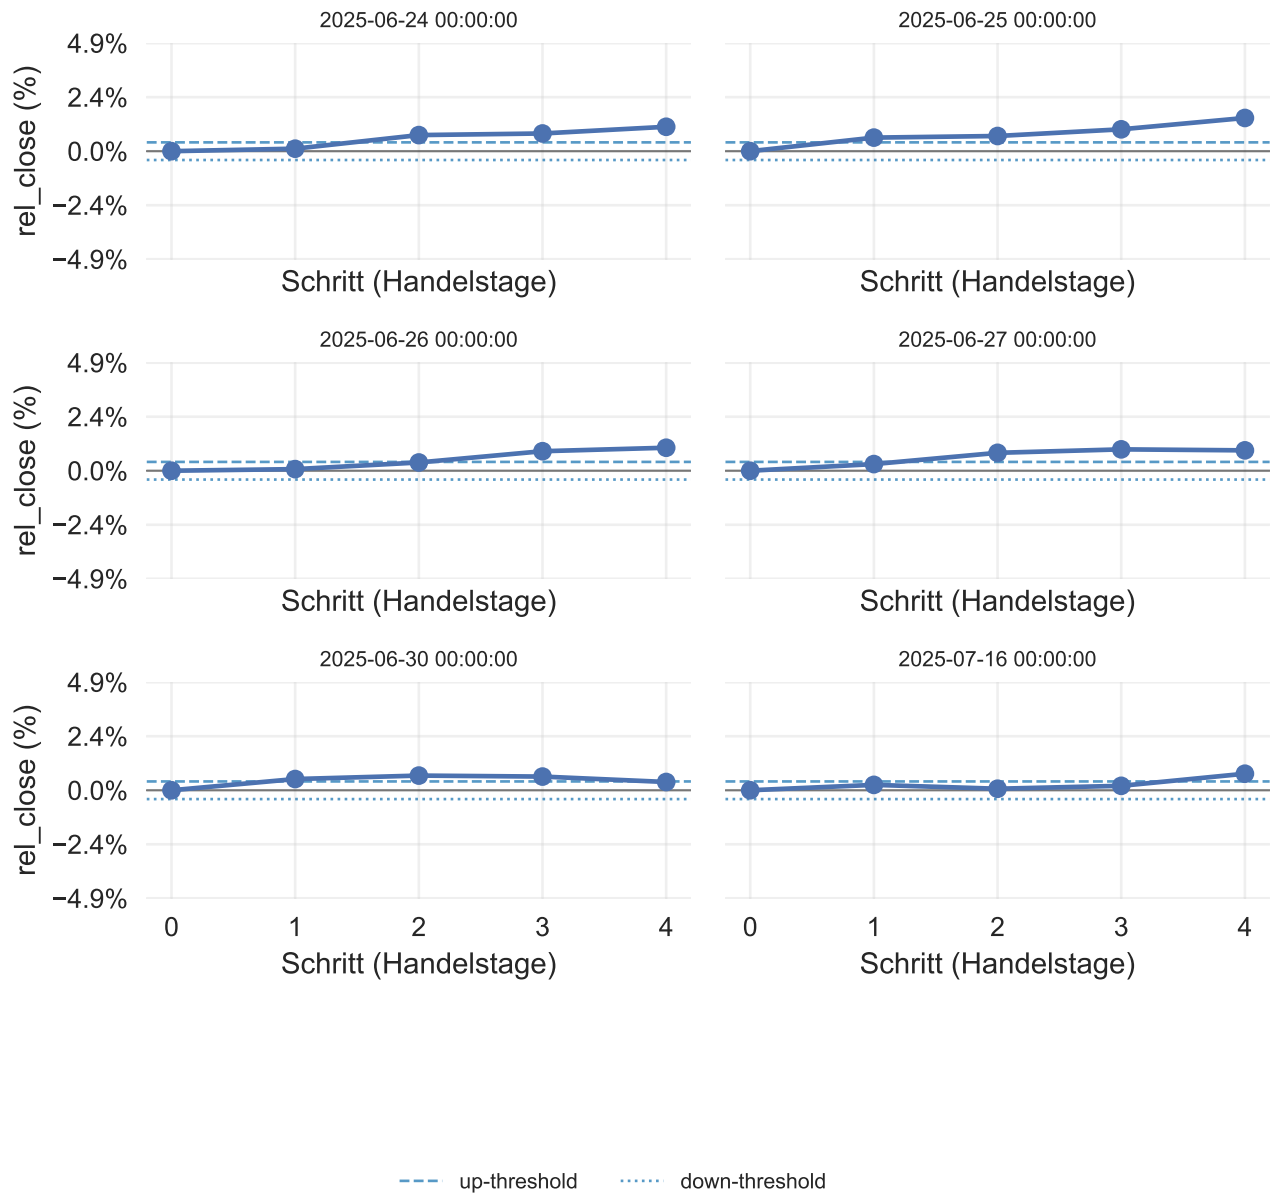 2025-06-24 00:00:00
2025-06-25 00:00:00
4.9%
2.4%
0.0%
−2.4%
−4.9%
rel_close (%)
Schritt (Handelstage)
Schritt (Handelstage)
2025-06-26 00:00:00
2025-06-27 00:00:00
4.9%
2.4%
0.0%
−2.4%
−4.9%
rel_close (%)
Schritt (Handelstage)
Schritt (Handelstage)
2025-06-30 00:00:00
2025-07-16 00:00:00
4.9%
2.4%
0.0%
−2.4%
−4.9%
rel_close (%)
0 1 2 3 4
0 1 2 3 4
Schritt (Handelstage)
Schritt (Handelstage)
up-threshold
down-threshold